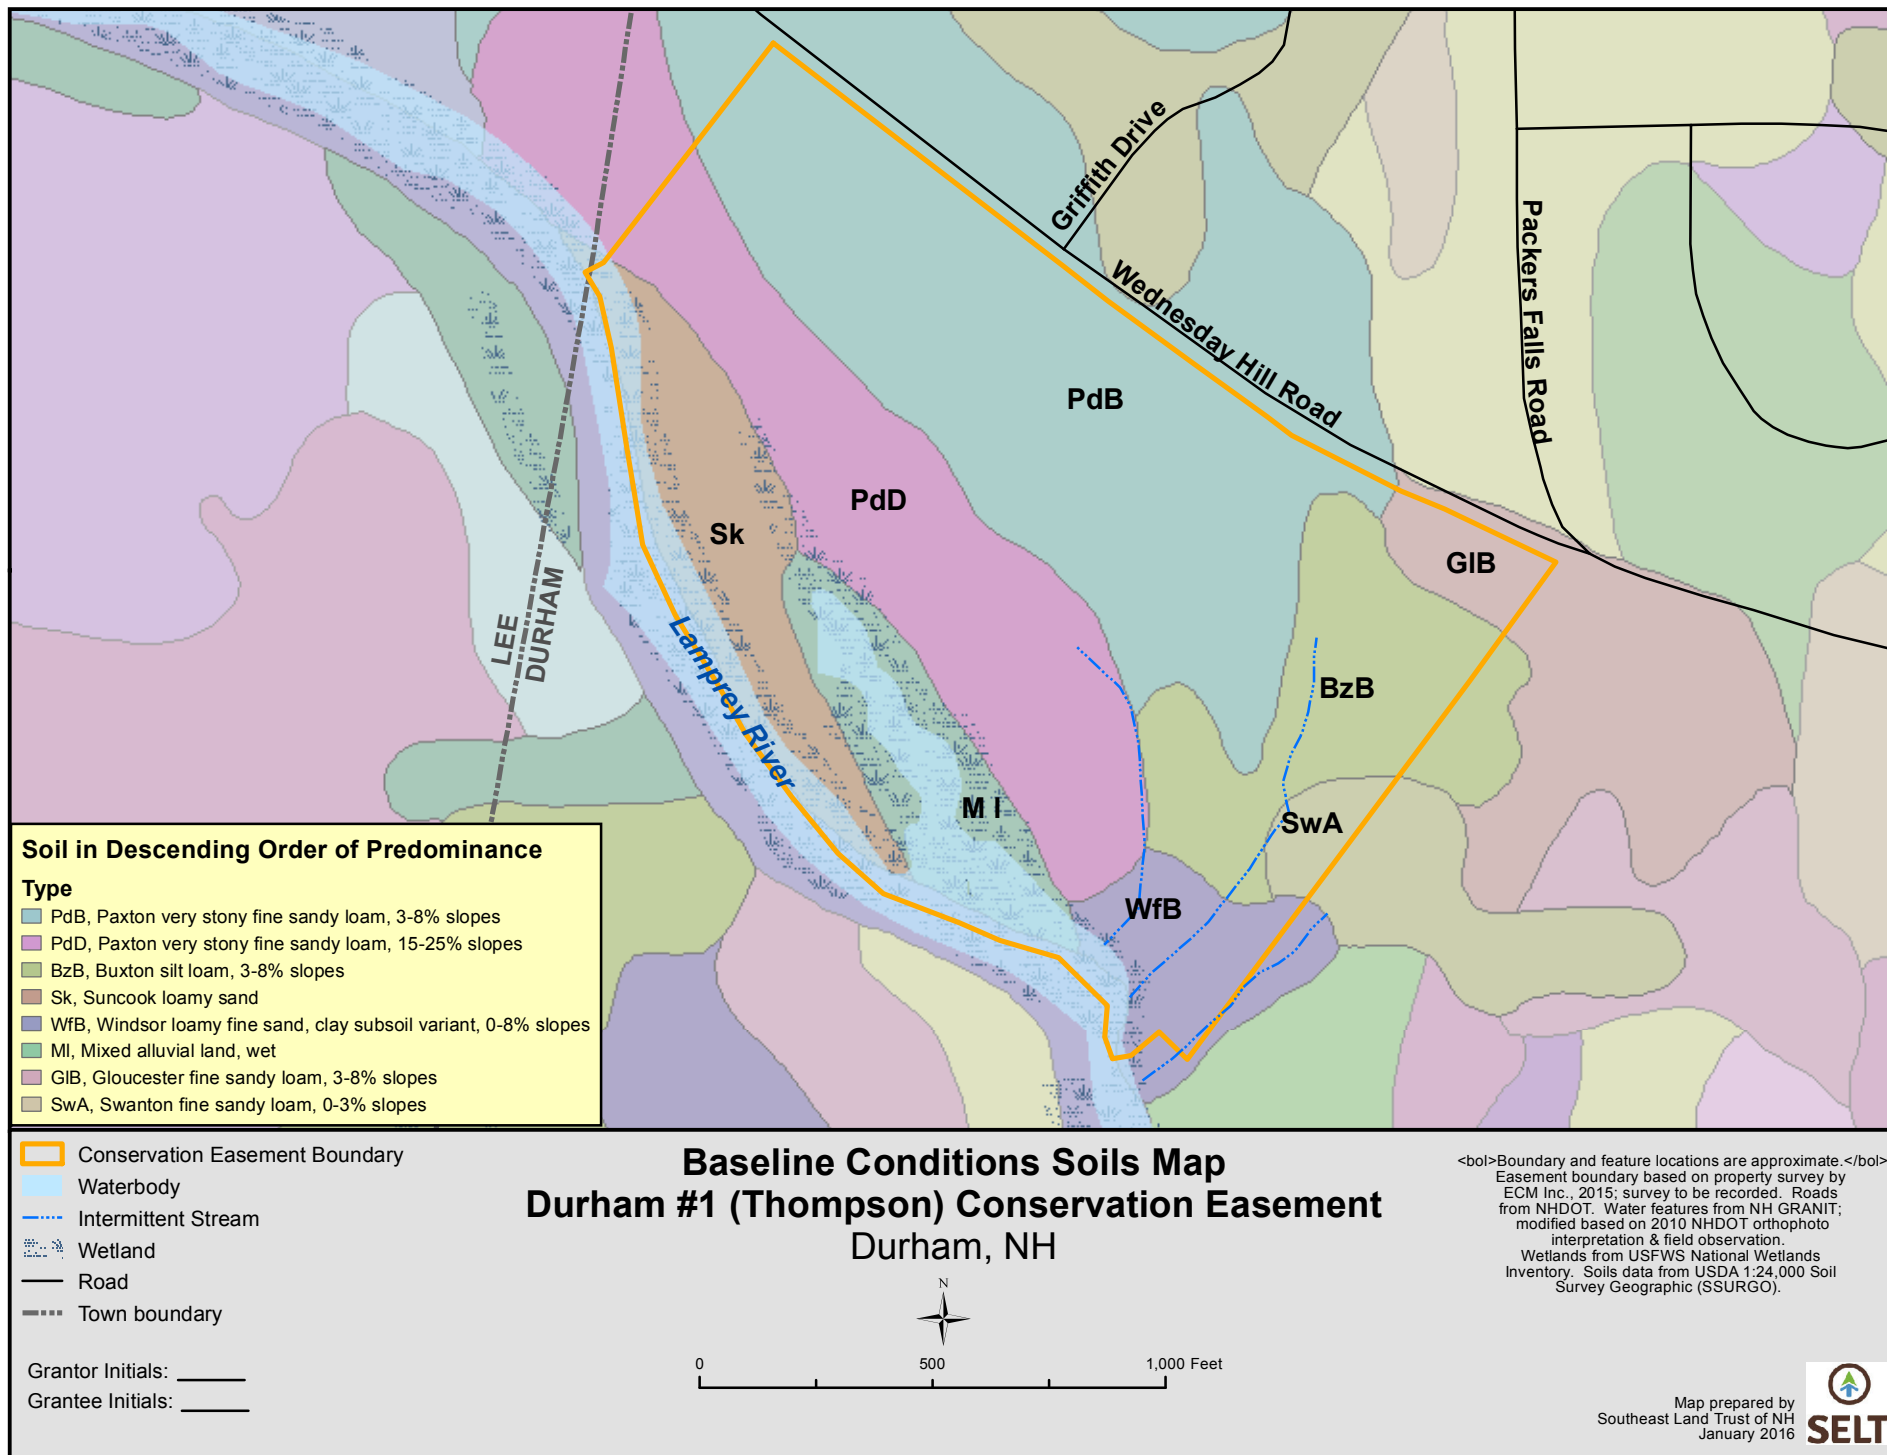 Griffith Drive
Wednesday Hill Road
Packers Falls Road
PdB
PdD
Sk
GlB
BzB
LEE
DURHAM
Lamprey River
M l
SwA
WfB
Soil in Descending Order of Predominance
Type
PdB, Paxton very stony fine sandy loam, 3-8% slopes
PdD, Paxton very stony fine sandy loam, 15-25% slopes
BzB, Buxton silt loam, 3-8% slopes
Sk, Suncook loamy sand
WfB, Windsor loamy fine sand, clay subsoil variant, 0-8% slopes
Ml, Mixed alluvial land, wet
GlB, Gloucester fine sandy loam, 3-8% slopes
SwA, Swanton fine sandy loam, 0-3% slopes
Conservation Easement Boundary
Waterbody
Intermittent Stream
Wetland
Road
Town boundary
Grantor Initials:
Grantee Initials:
Baseline Conditions Soils Map
Durham #1 (Thompson) Conservation Easement
Durham, NH
N
0 500 1,000 Feet
<bol>Boundary and feature locations are approximate.</bol>
Easement boundary based on property survey by
ECM Inc., 2015; survey to be recorded. Roads
from NHDOT. Water features from NH GRANIT;
modified based on 2010 NHDOT orthophoto
interpretation & field observation.
Wetlands from USFWS National Wetlands
Inventory. Soils data from USDA 1:24,000 Soil
Survey Geographic (SSURGO).
Map prepared by
Southeast Land Trust of NH
January 2016
SELT